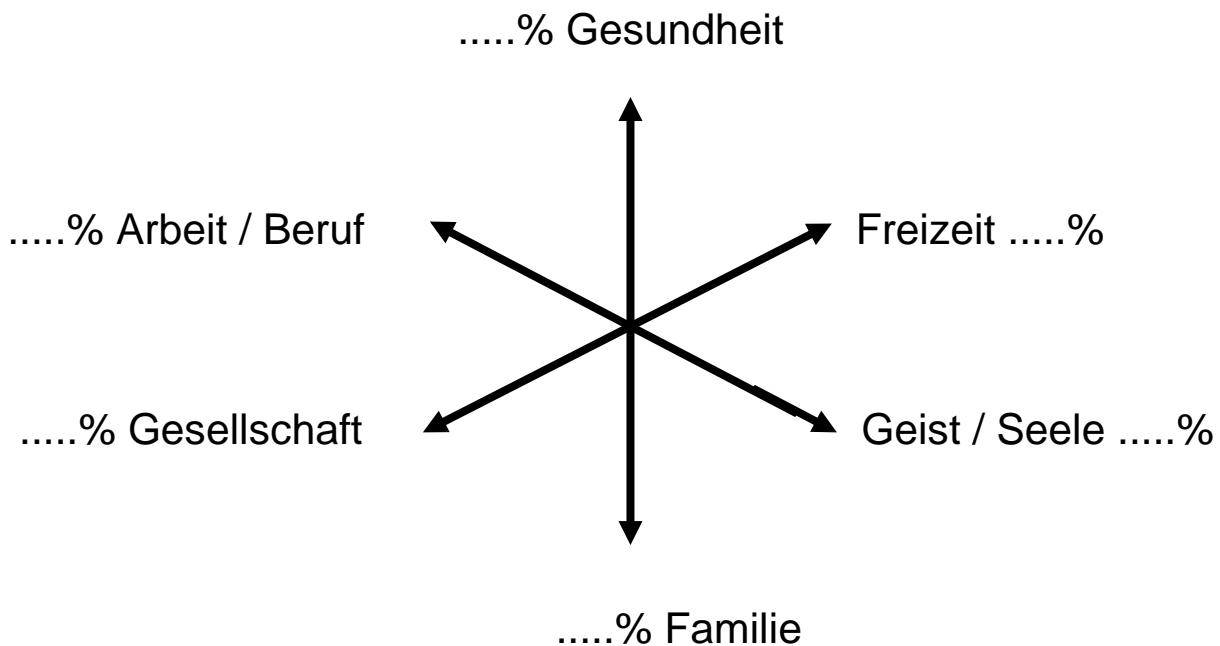 .....% Gesundheit
.....% Arbeit / Beruf
Freizeit .....%
.....% Gesellschaft
Geist / Seele .....%
.....% Familie